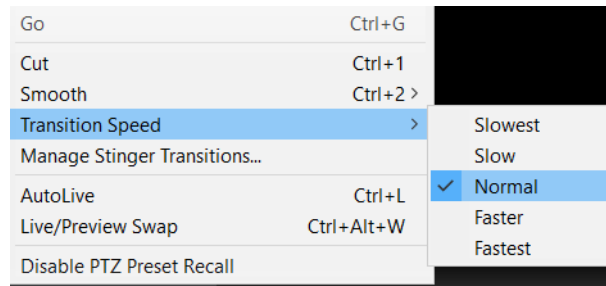 Go Ctrl+G
Cut Ctrl+1
Smooth Ctrl+2 >
Transition Speed >
Manage Stinger Transitions...
AutoLive Ctrl+L
Live/Preview Swap Ctrl+Alt+W
Disable PTZ Preset Recall
Slowest
Slow
✓ Normal
Faster
Fastest